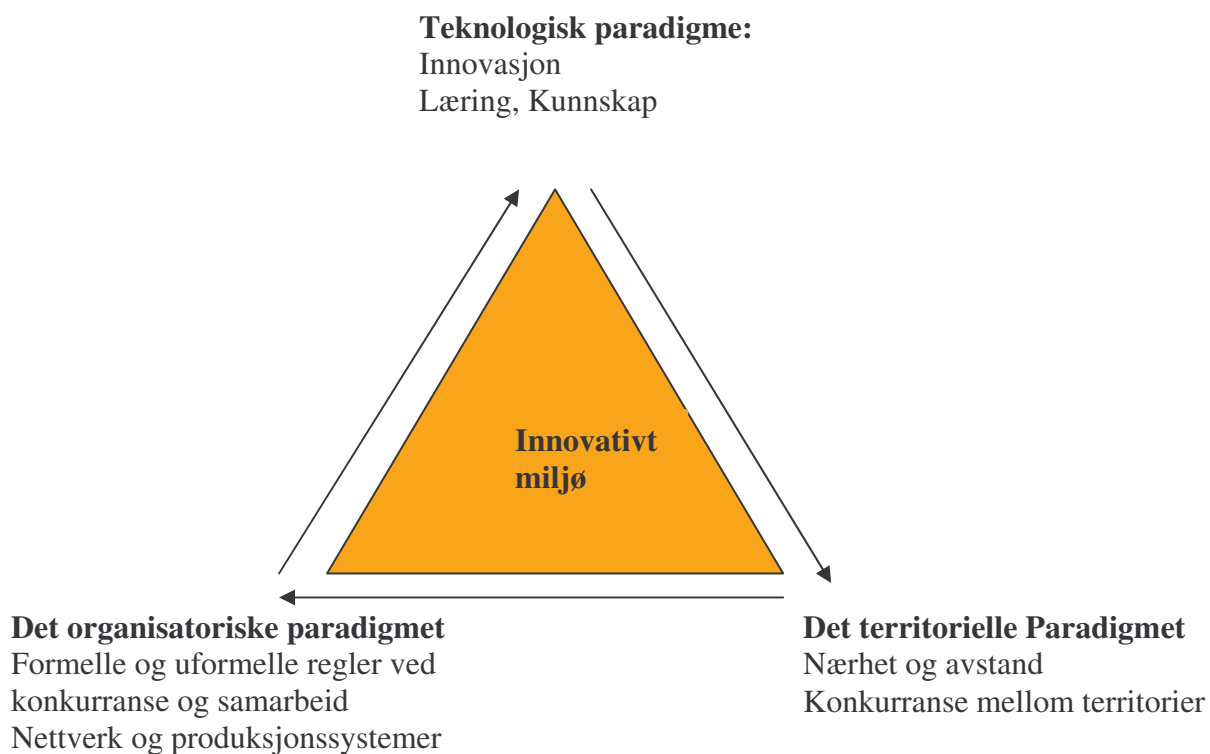 Teknologisk paradigme:
Innovasjon
Læring, Kunnskap
Innovativt
miljø
Det organisatoriske paradigmet
Formelle og uformelle regler ved
konkurranse og samarbeid
Nettverk og produksjonssystemer
Det territorielle Paradigmet
Nærhet og avstand
Konkurranse mellom territorier